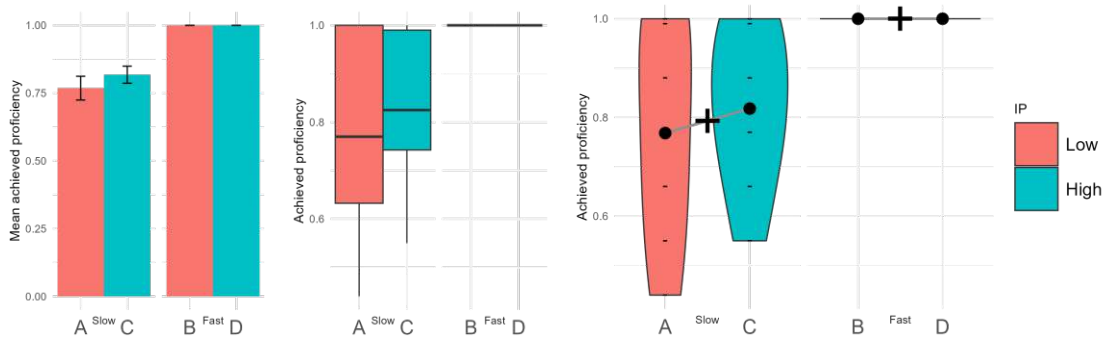 Mean achieved proficiency
1.00
0.75
0.50
0.25
0.00
A Slow C B Fast D
Achieved proficiency
1.0
0.8
0.6
A Slow C B Fast D
Achieved proficiency
1.0
0.8
0.6
A Slow C B Fast D
IP
Low
High